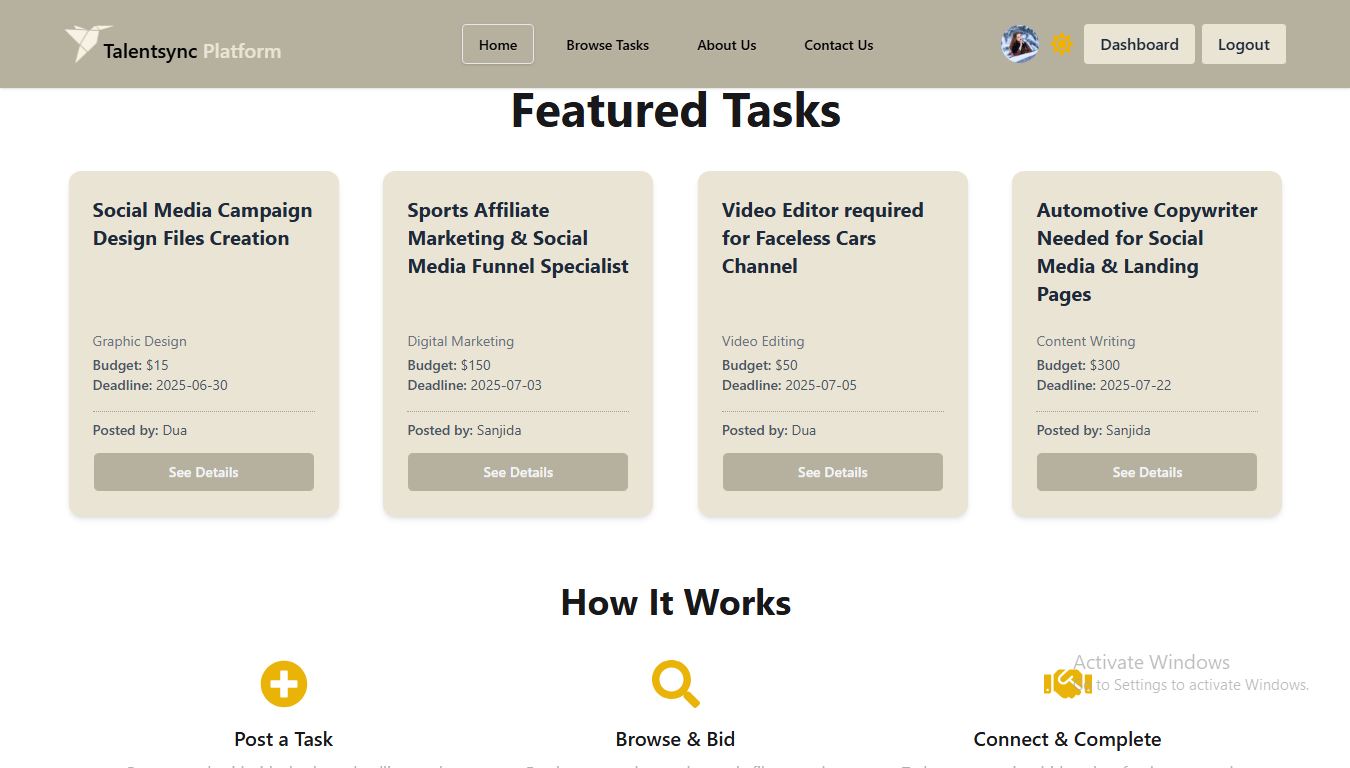 Talentsync Platform
Home
Browse Tasks
About Us
Contact Us
Dashboard
Logout
Featured Tasks
Social Media Campaign
Design Files Creation
Graphic Design
Budget: $15
Deadline: 2025-06-30
Posted by: Dua
See Details
Sports Affiliate
Marketing & Social
Media Funnel Specialist
Digital Marketing
Budget: $150
Deadline: 2025-07-03
Posted by: Sanjida
See Details
Video Editor required
for Faceless Cars
Channel
Video Editing
Budget: $50
Deadline: 2025-07-05
Posted by: Dua
See Details
Automotive Copywriter
Needed for Social
Media & Landing
Pages
Content Writing
Budget: $300
Deadline: 2025-07-22
Posted by: Sanjida
See Details
How It Works
Post a Task
Browse & Bid
Connect & Complete
Activate Windows
to Settings to activate Windows.